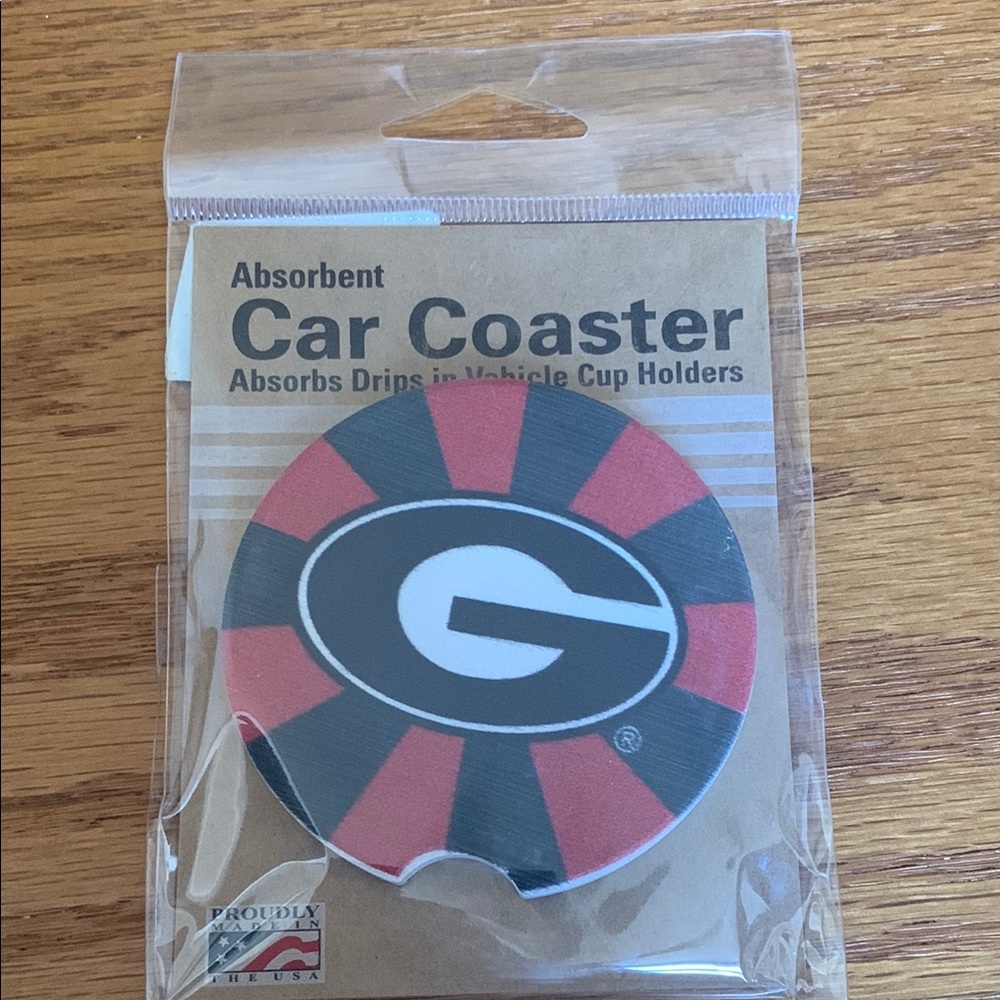 Absorbent
Car Coaster
Absorbs Drips in Vehicle Cup Holders
G
®
PROUDLY
MADE IN
THE USA